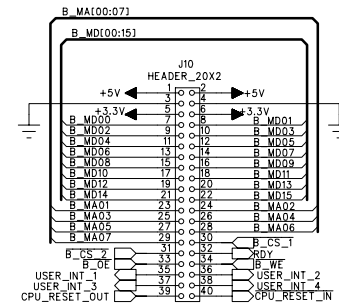 B_MA[00:07]
B_MD[00:15]
J10
HEADER_20X2
+5V 1 2 +5V
3 4
+3.3V 5 6 +3.3V
B_MD00 7 8 B_MD01
B_MD02 9 10 B_MD03
B_MD04 11 12 B_MD05
B_MD06 13 14 B_MD07
B_MD08 15 16 B_MD09
B_MD10 17 18 B_MD11
B_MD12 19 20 B_MD13
B_MD14 21 22 B_MD15
B_MA01 23 24 B_MA02
B_MA03 25 26 B_MA04
B_MA05 27 28 B_MA06
B_MA07 29 30 B_CS_1
B_CS_2 31 32 RDY
B_OE 33 34 B_WE
USER_INT_1 35 36 USER_INT_2
USER_INT_3 37 38 USER_INT_4
CPU_RESET_OUT 39 40 CPU_RESET_IN